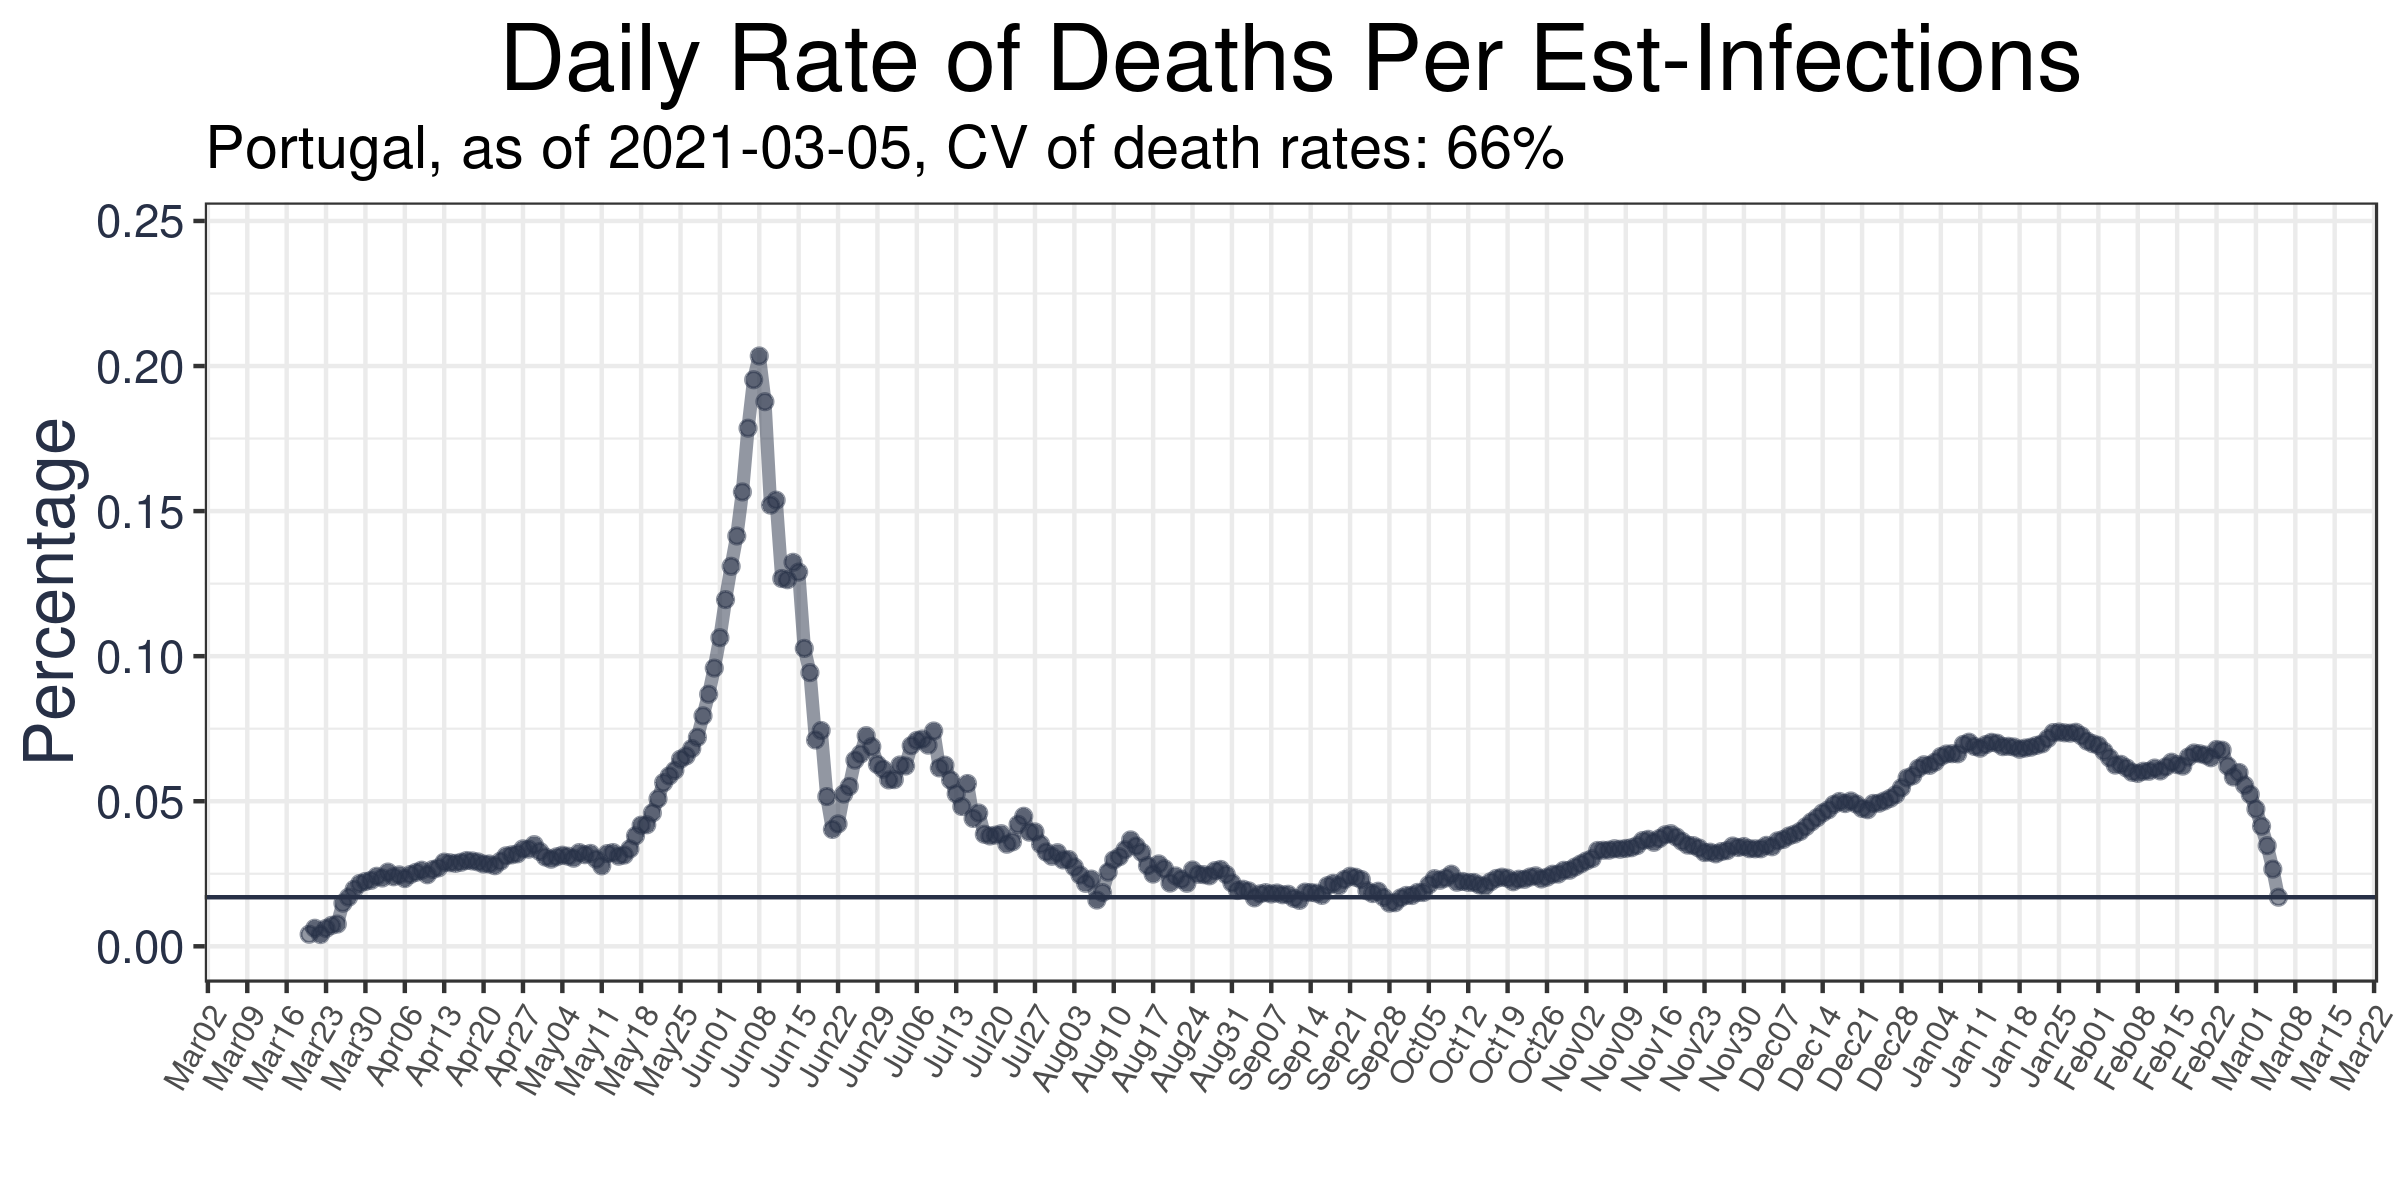 Daily Rate of Deaths Per Est-Infections
Portugal, as of 2021-03-05, CV of death rates: 66%
Percentage
0.25
0.20
0.15
0.10
0.05
0.00
Mar02
Mar09
Mar16
Mar23
Mar30
Apr06
Apr13
Apr20
Apr27
May04
May11
May18
May25
Jun01
Jun08
Jun15
Jun22
Jun29
Jul06
Jul13
Jul20
Jul27
Aug03
Aug10
Aug17
Aug24
Aug31
Sep07
Sep14
Sep21
Sep28
Oct05
Oct12
Oct19
Oct26
Nov02
Nov09
Nov16
Nov23
Nov30
Dec07
Dec14
Dec21
Dec28
Jan04
Jan11
Jan18
Jan25
Feb01
Feb08
Feb15
Feb22
Mar01
Mar08
Mar15
Mar22